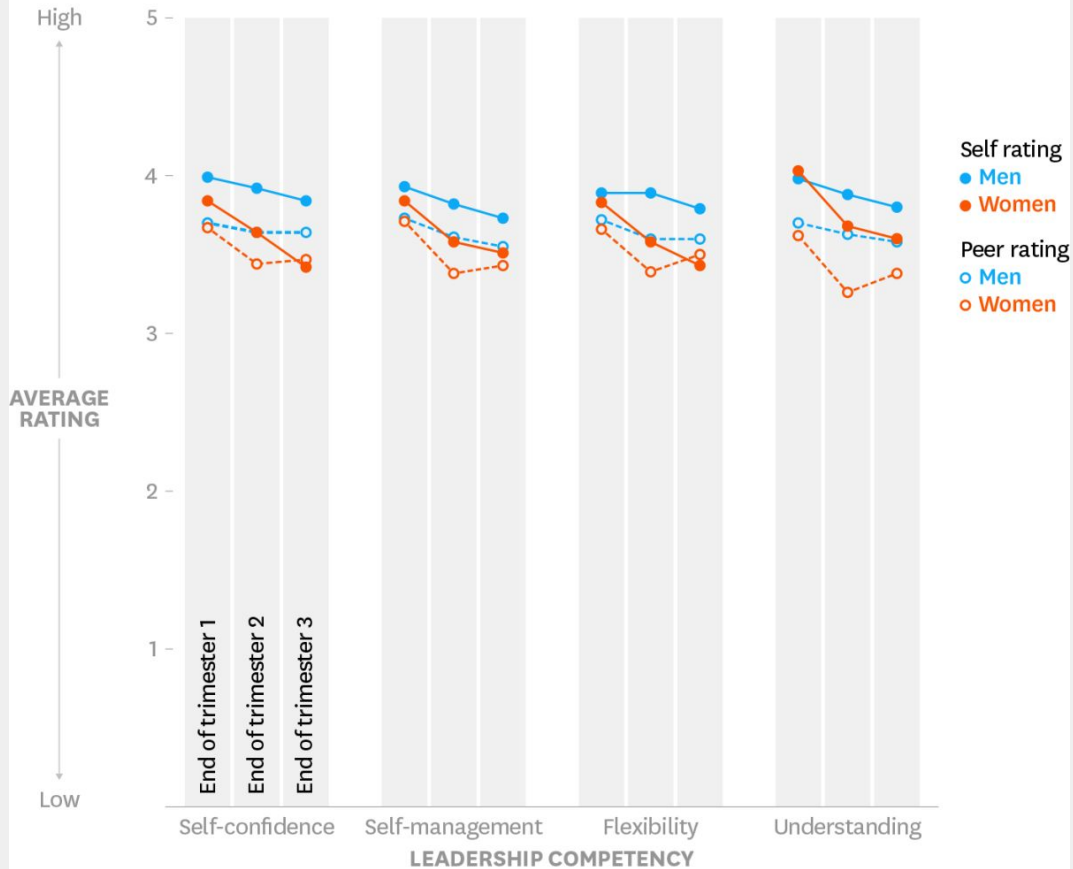 High
5
4
3
2
1
Low
AVERAGE
RATING
End of trimester 1
End of trimester 2
End of trimester 3
Self-confidence
Self-management
Flexibility
Understanding
LEADERSHIP COMPETENCY
Self rating
Men
Women
Peer rating
Men
Women